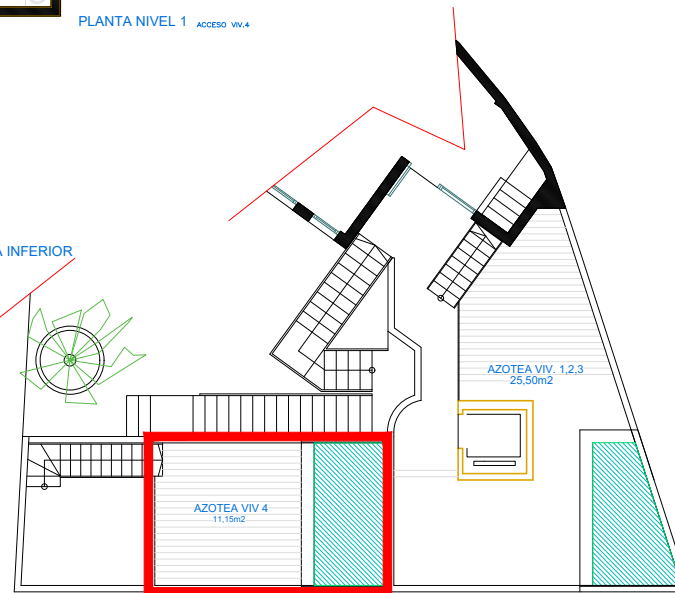 PLANTA NIVEL 1 ACCESO VIV.4
A INFERIOR
AZOTEA VIV. 1,2,3
25,50m2
AZOTEA VIV 4
11,15m2